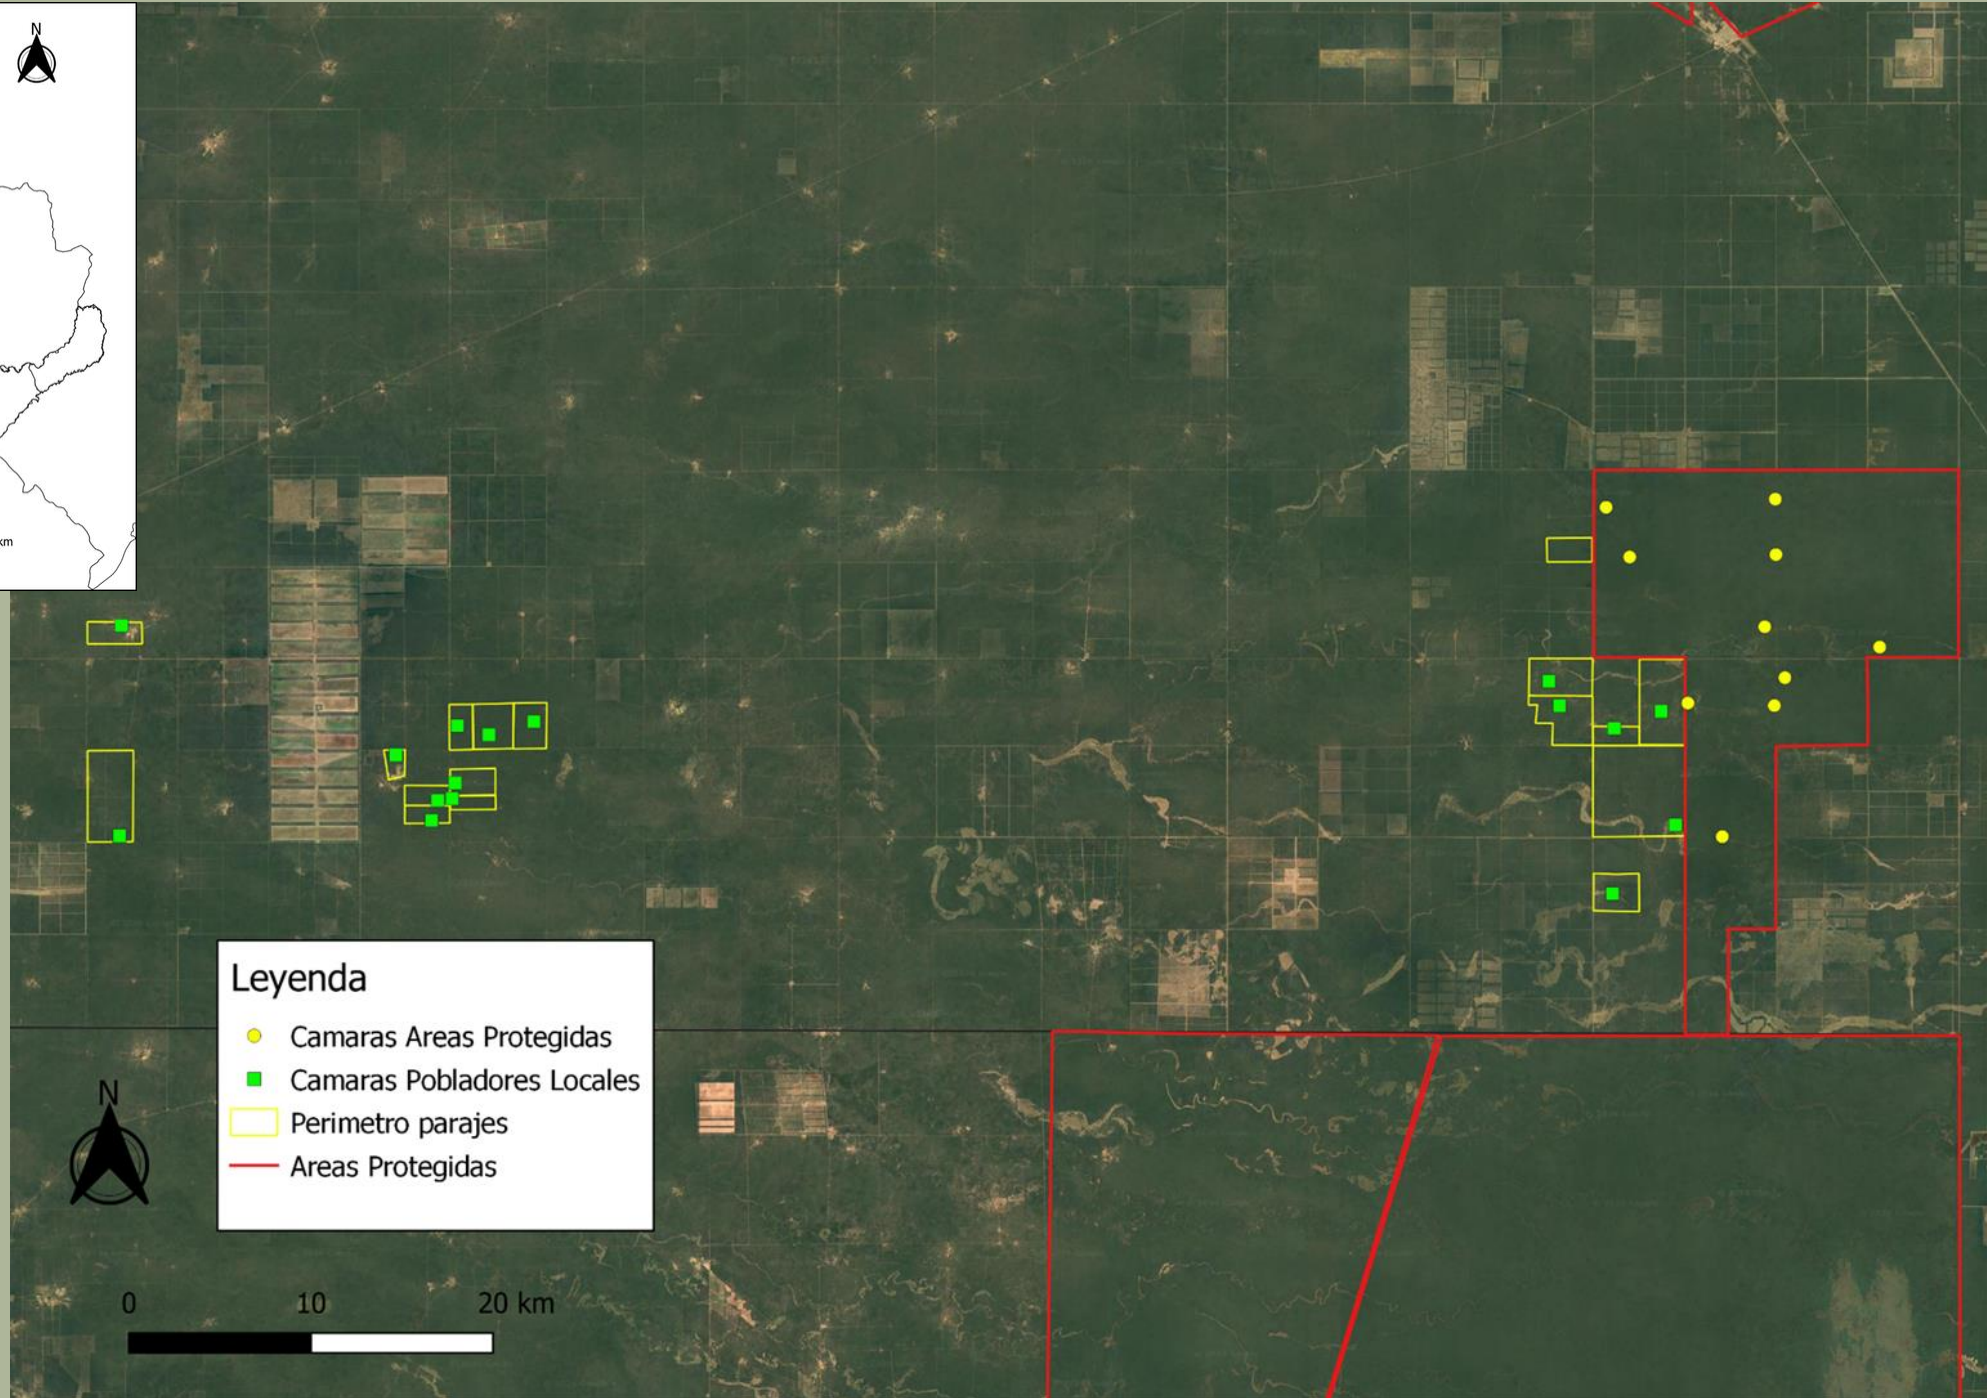 N
km
Leyenda
Camaras Areas Protegidas
Camaras Pobladores Locales
Perimetro parajes
Areas Protegidas
N
0 10 20 km